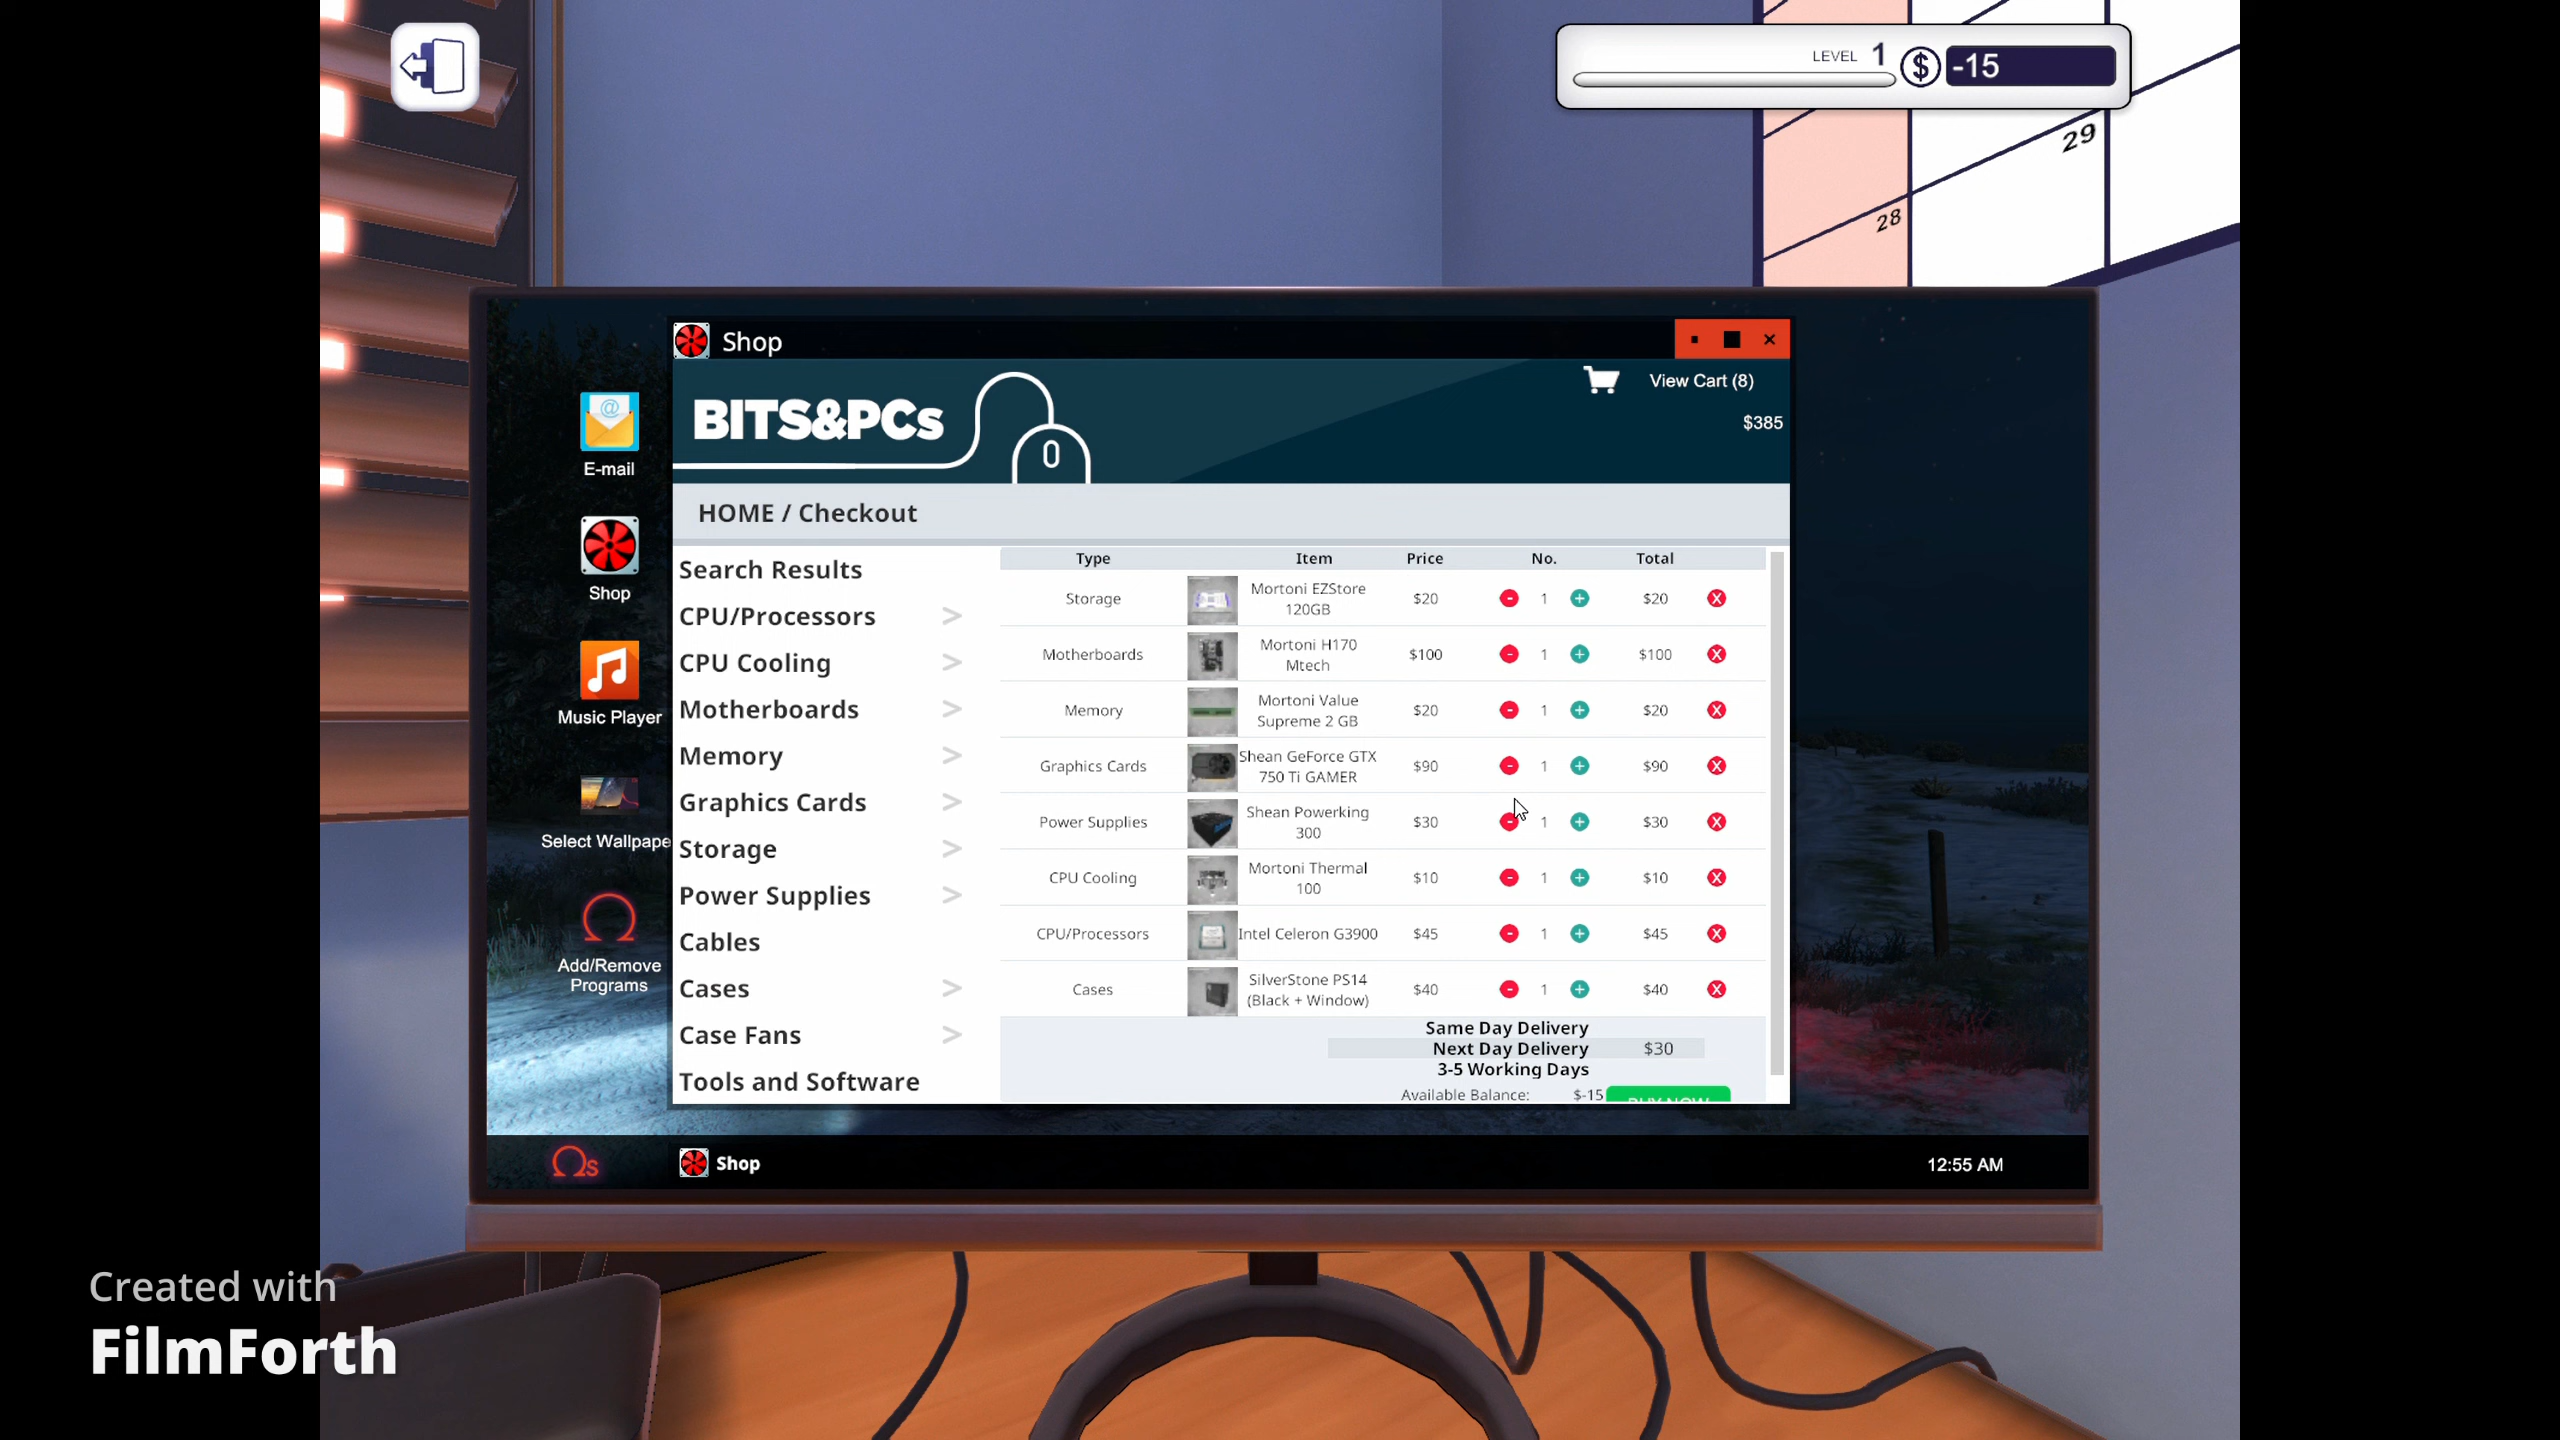 LEVEL 1 $ -15
29
28
Shop
View Cart (8)
BITS&PCs
$385
HOME / Checkout
E-mail
Shop
Music Player
Select Wallpape
Add/Remove
Programs
Search Results
CPU/Processors >
CPU Cooling >
Motherboards >
Memory >
Graphics Cards >
Storage >
Power Supplies >
Cables
Cases >
Case Fans >
Tools and Software
Type Item Price No. Total
Storage Mortoni EZStore 120GB $20 - 1 + $20 X
Motherboards Mortoni H170 Mtech $100 - 1 + $100 X
Memory Mortoni Value Supreme 2 GB $20 - 1 + $20 X
Graphics Cards Shean GeForce GTX 750 Ti GAMER $90 - 1 + $90 X
Power Supplies Shean Powerking 300 $30 - 1 + $30 X
CPU Cooling Mortoni Thermal 100 $10 - 1 + $10 X
CPU/Processors Intel Celeron G3900 $45 - 1 + $45 X
Cases SilverStone PS14 (Black + Window) $40 - 1 + $40 X
Same Day Delivery
Next Day Delivery $30
3-5 Working Days
Available Balance: $-15 BUY NOW
Ωs
Shop
12:55 AM
Created with
FilmForth